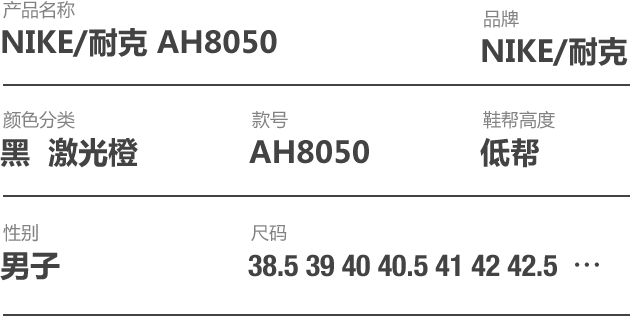 产品名称
品牌
NIKE/耐克 AH8050
NIKE/耐克
颜色分类
款号
鞋帮高度
黑 激光橙
AH8050
低帮
性别
尺码
男子
38.5 39 40 40.5 41 42 42.5 ···